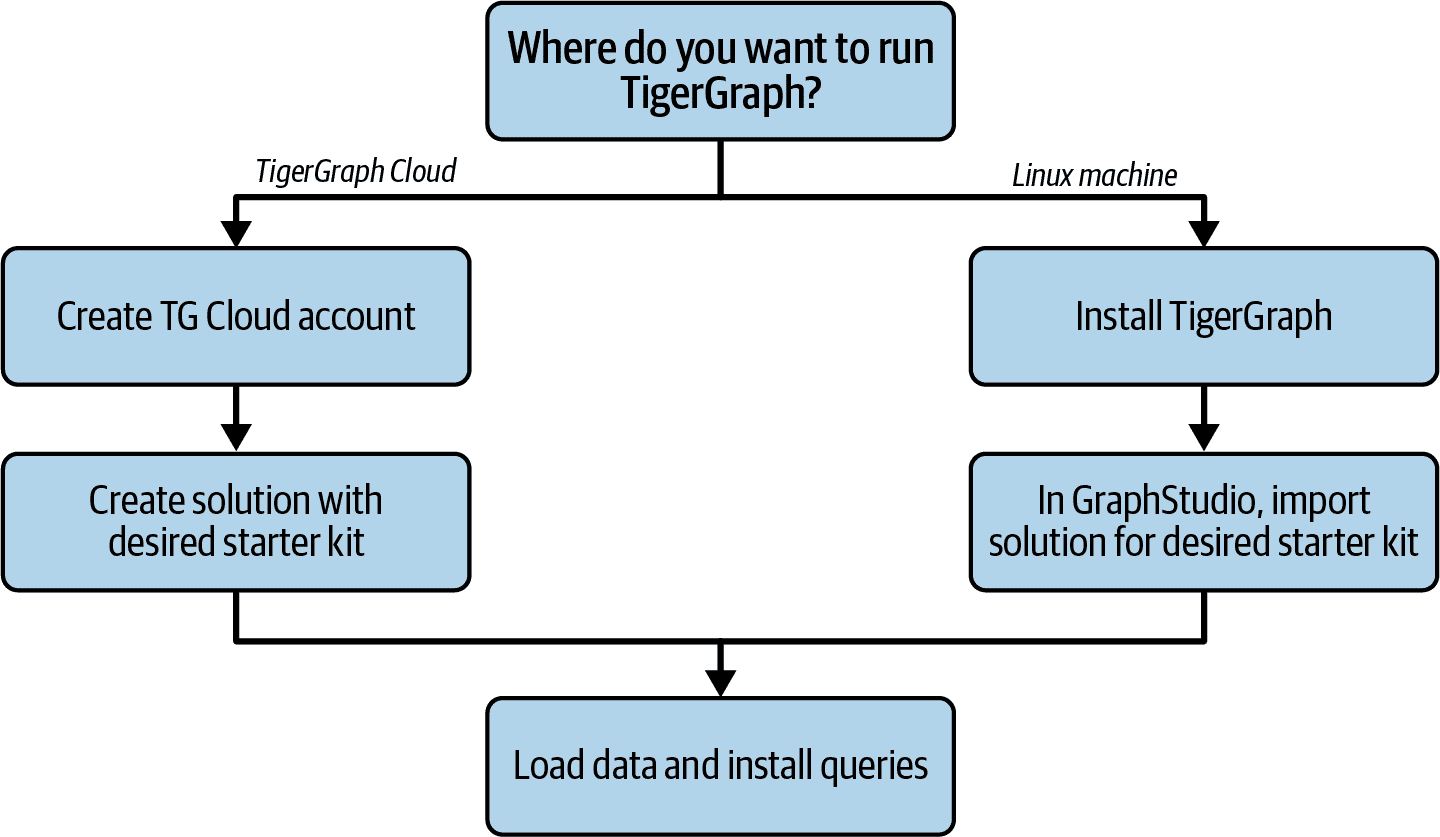 Where do you want to run
TigerGraph?
TigerGraph Cloud
Linux machine
Create TG Cloud account
Install TigerGraph
Create solution with
desired starter kit
In GraphStudio, import
solution for desired starter kit
Load data and install queries